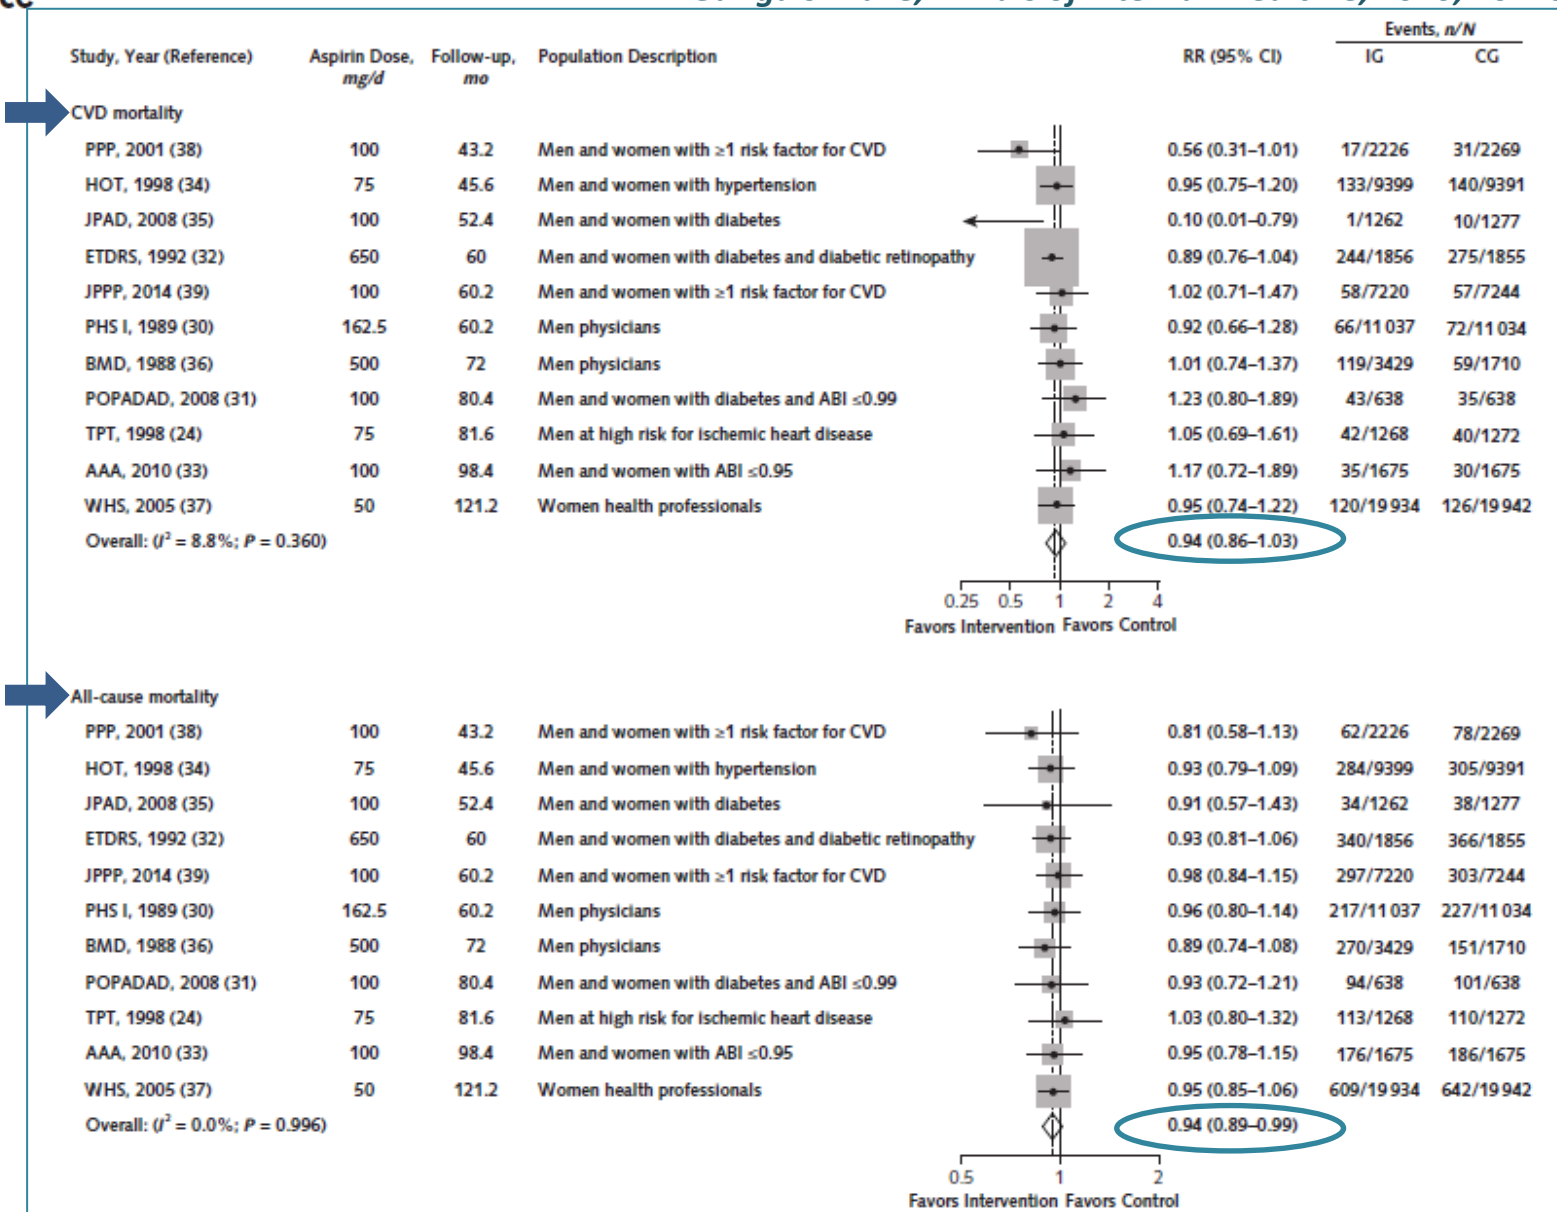 Events, n/N
Study, Year (Reference) Aspirin Dose, Follow-up, Population Description RR (95% CI) IG CG
mg/d mo
CVD mortality
PPP, 2001 (38) 100 43.2 Men and women with ≥1 risk factor for CVD 0.56 (0.31–1.01) 17/2226 31/2269
HOT, 1998 (34) 75 45.6 Men and women with hypertension 0.95 (0.75–1.20) 133/9399 140/9391
JPAD, 2008 (35) 100 52.4 Men and women with diabetes 0.10 (0.01–0.79) 1/1262 10/1277
ETDRS, 1992 (32) 650 60 Men and women with diabetes and diabetic retinopathy 0.89 (0.76–1.04) 244/1856 275/1855
JPPP, 2014 (39) 100 60.2 Men and women with ≥1 risk factor for CVD 1.02 (0.71–1.47) 58/7220 57/7244
PHS I, 1989 (30) 162.5 60.2 Men physicians 0.92 (0.66–1.28) 66/11 037 72/11 034
BMD, 1988 (36) 500 72 Men physicians 1.01 (0.74–1.37) 119/3429 59/1710
POPADAD, 2008 (31) 100 80.4 Men and women with diabetes and ABI ≤0.99 1.23 (0.80–1.89) 43/638 35/638
TPT, 1998 (24) 75 81.6 Men at high risk for ischemic heart disease 1.05 (0.69–1.61) 42/1268 40/1272
AAA, 2010 (33) 100 98.4 Men and women with ABI ≤0.95 1.17 (0.72–1.89) 35/1675 30/1675
WHS, 2005 (37) 50 121.2 Women health professionals 0.95 (0.74–1.22) 120/19 934 126/19 942
Overall: (I² = 8.8%; P = 0.360) 0.94 (0.86–1.03)
0.25 0.5 1 2 4
Favors Intervention Favors Control
All-cause mortality
PPP, 2001 (38) 100 43.2 Men and women with ≥1 risk factor for CVD 0.81 (0.58–1.13) 62/2226 78/2269
HOT, 1998 (34) 75 45.6 Men and women with hypertension 0.93 (0.79–1.09) 284/9399 305/9391
JPAD, 2008 (35) 100 52.4 Men and women with diabetes 0.91 (0.57–1.43) 34/1262 38/1277
ETDRS, 1992 (32) 650 60 Men and women with diabetes and diabetic retinopathy 0.93 (0.81–1.06) 340/1856 366/1855
JPPP, 2014 (39) 100 60.2 Men and women with ≥1 risk factor for CVD 0.98 (0.84–1.15) 297/7220 303/7244
PHS I, 1989 (30) 162.5 60.2 Men physicians 0.96 (0.80–1.14) 217/11 037 227/11 034
BMD, 1988 (36) 500 72 Men physicians 0.89 (0.74–1.08) 270/3429 151/1710
POPADAD, 2008 (31) 100 80.4 Men and women with diabetes and ABI ≤0.99 0.93 (0.72–1.21) 94/638 101/638
TPT, 1998 (24) 75 81.6 Men at high risk for ischemic heart disease 1.03 (0.80–1.32) 113/1268 110/1272
AAA, 2010 (33) 100 98.4 Men and women with ABI ≤0.95 0.95 (0.78–1.15) 176/1675 186/1675
WHS, 2005 (37) 50 121.2 Women health professionals 0.95 (0.85–1.06) 609/19 934 642/19 942
Overall: (I² = 0.0%; P = 0.996) 0.94 (0.89–0.99)
0.5 1 2
Favors Intervention Favors Control